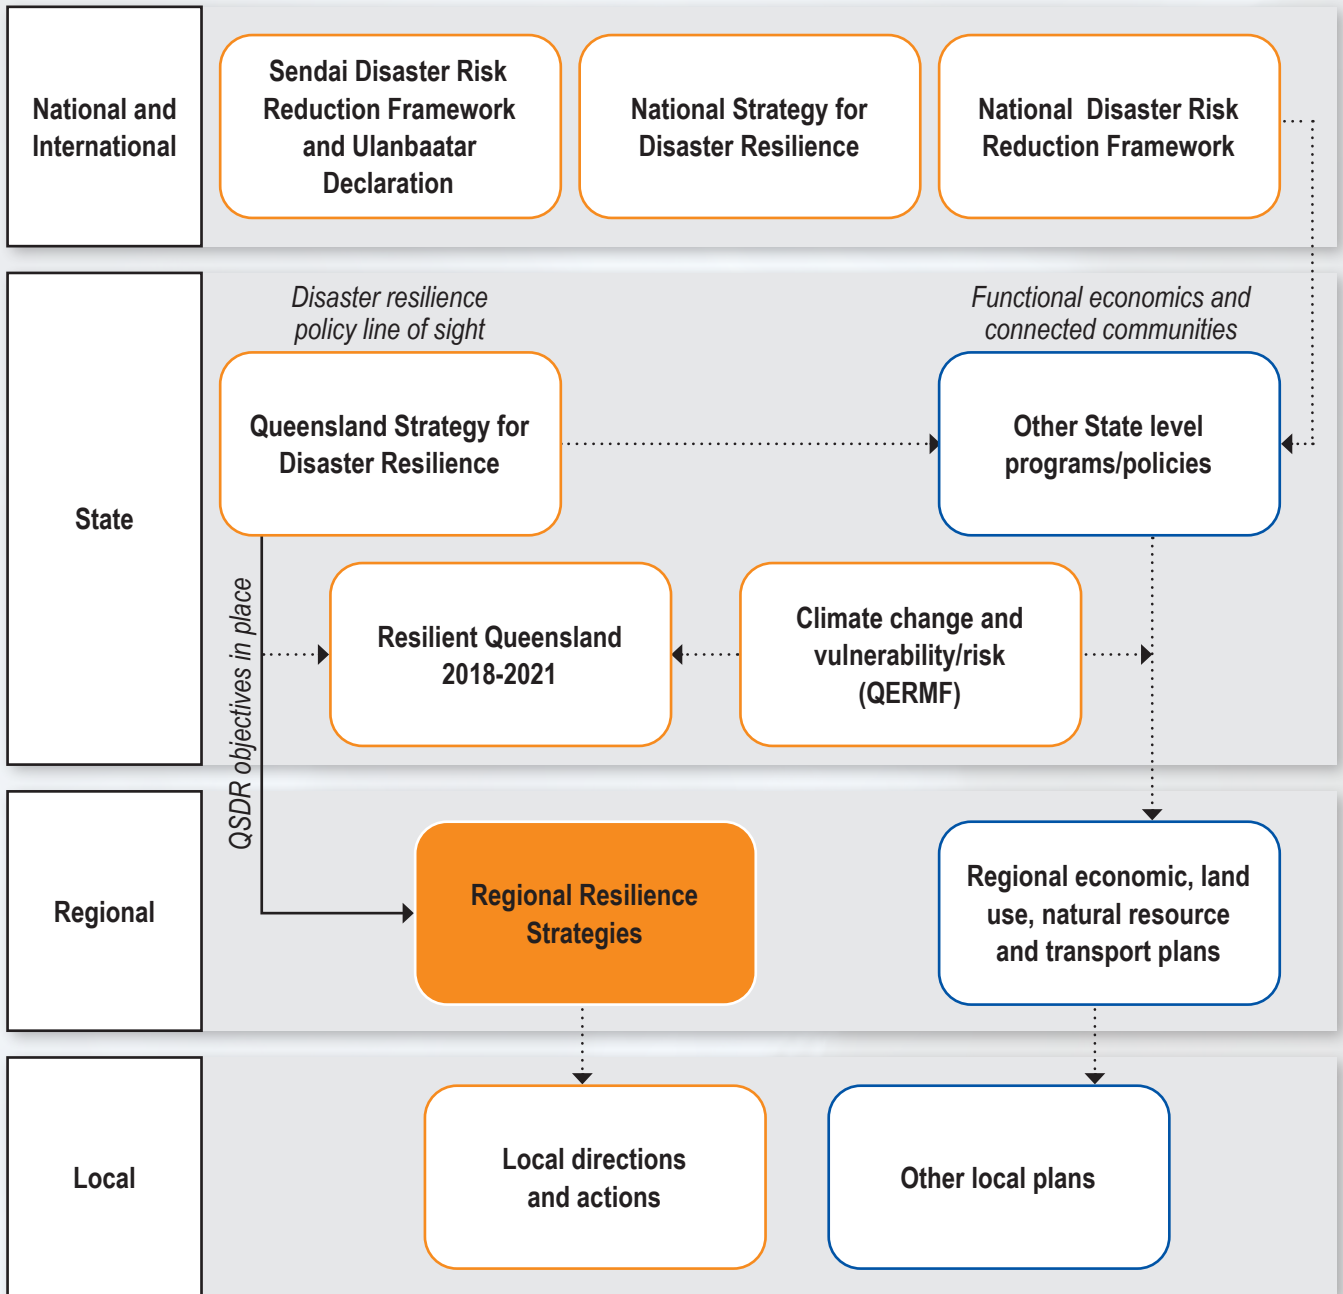 National and
International
Sendai Disaster Risk
Reduction Framework
and Ulanbaatar
Declaration
National Strategy for
Disaster Resilience
National Disaster Risk
Reduction Framework
State
Disaster resilience
policy line of sight
Functional economics and
connected communities
Queensland Strategy for
Disaster Resilience
Other State level
programs/policies
QSDR objectives in place
Resilient Queensland
2018-2021
Climate change and
vulnerability/risk
(QERMF)
Regional
Regional Resilience
Strategies
Regional economic, land
use, natural resource
and transport plans
Local
Local directions
and actions
Other local plans